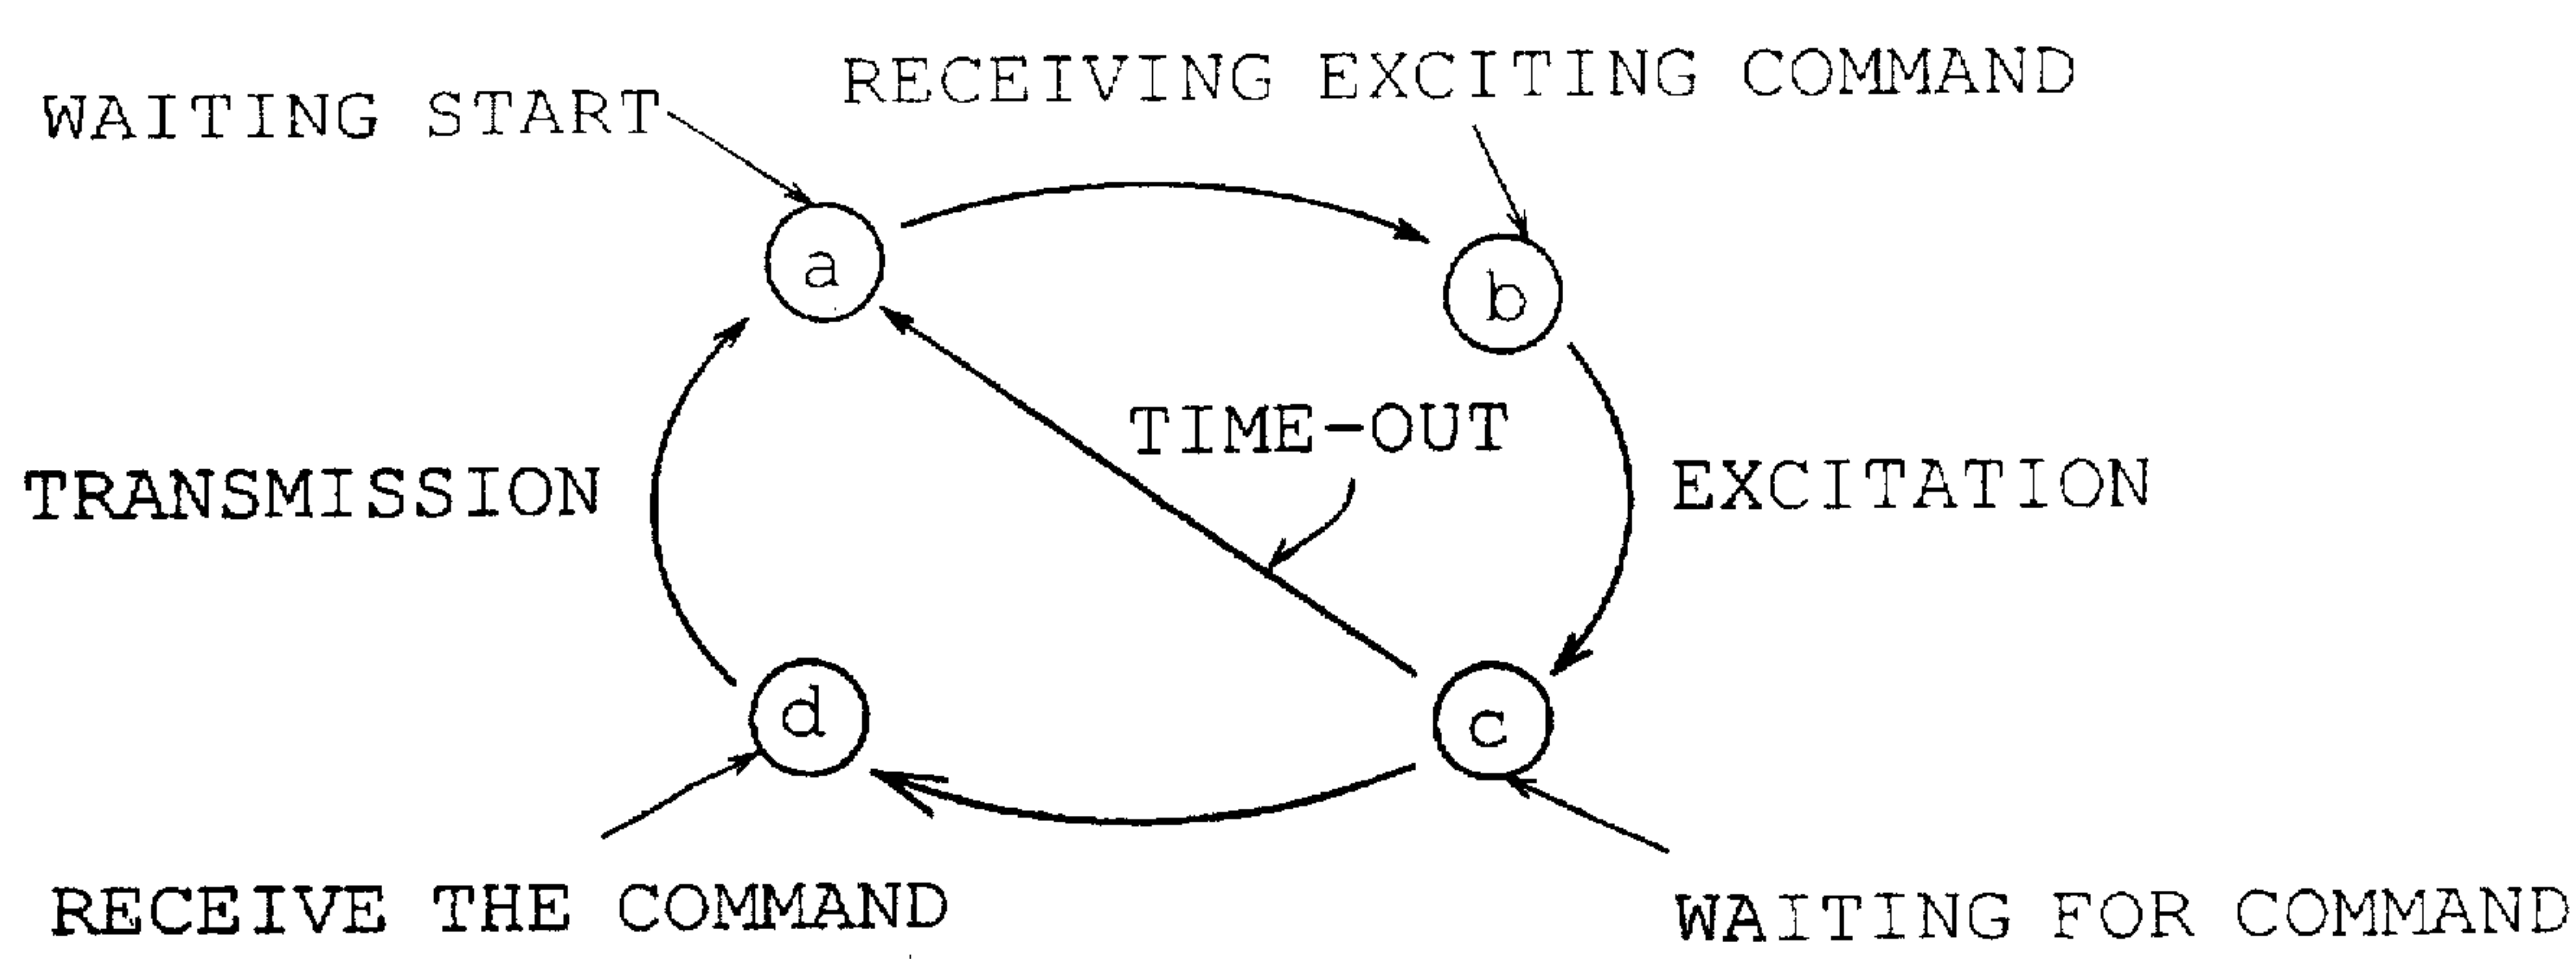 RECEIVING EXCITING COMMAND
WAITING START
a
b
TIME-OUT
TRANSMISSION
EXCITATION
d
c
RECEIVE THE COMMAND
WAITING FOR COMMAND